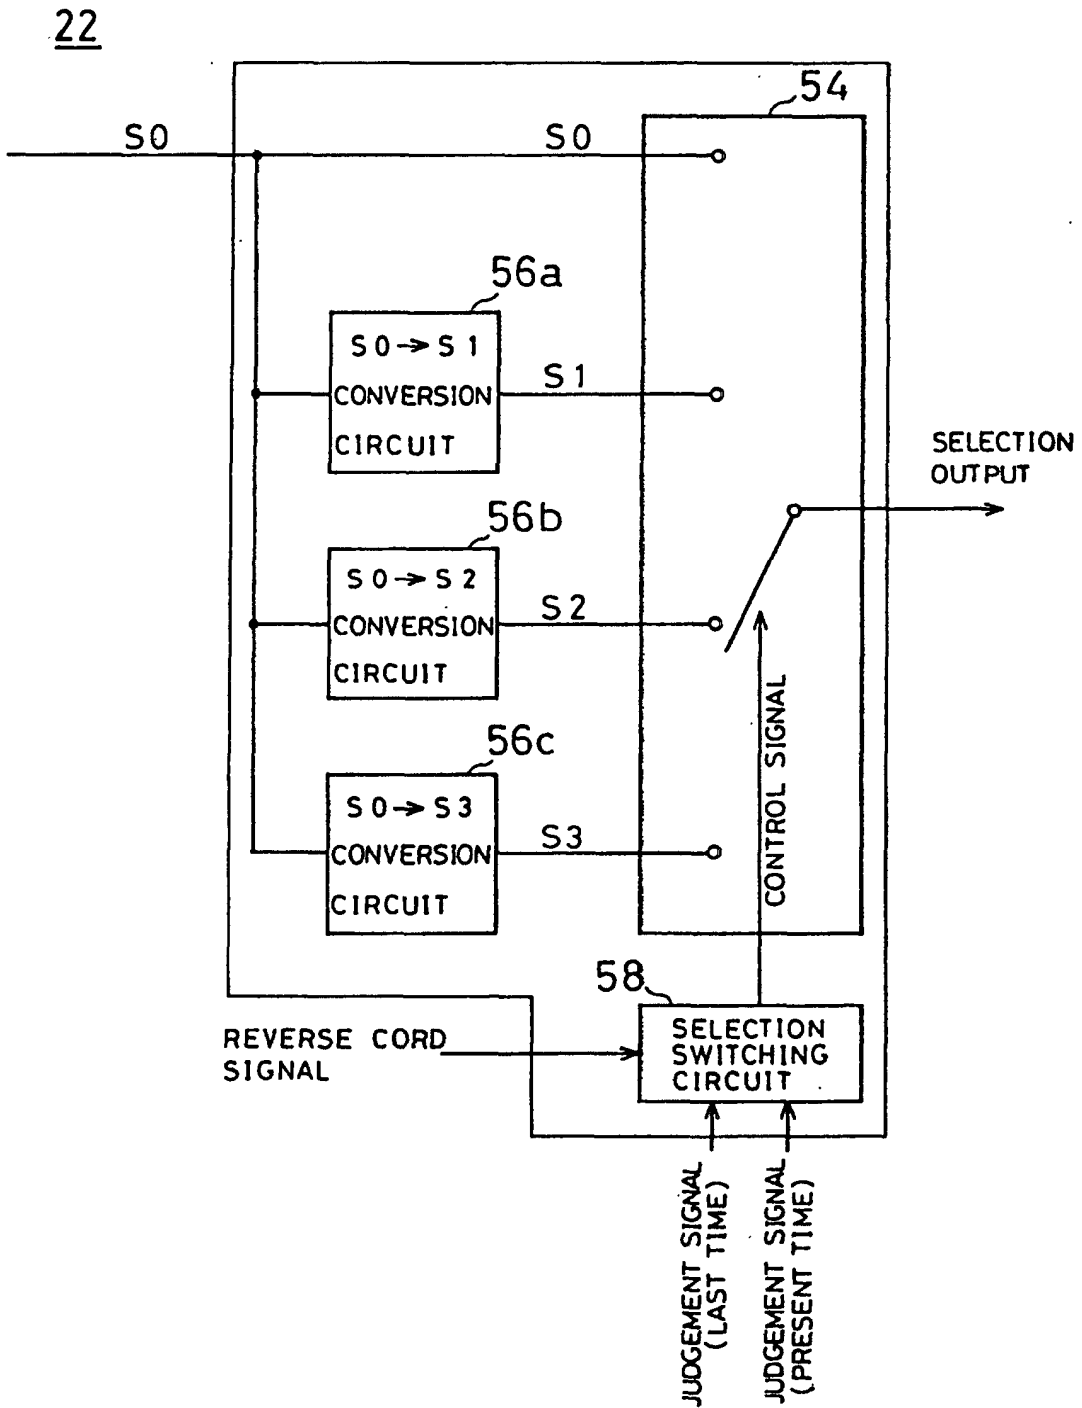 22
54
S0
S0
56a
S0→S1
CONVERSION
CIRCUIT
S1
SELECTION
OUTPUT
56b
S0→S2
CONVERSION
CIRCUIT
S2
56c
S0→S3
CONVERSION
CIRCUIT
S3
CONTROL SIGNAL
58
SELECTION
SWITCHING
CIRCUIT
REVERSE CORD
SIGNAL
JUDGEMENT SIGNAL
(LAST TIME)
JUDGEMENT SIGNAL
(PRESENT TIME)